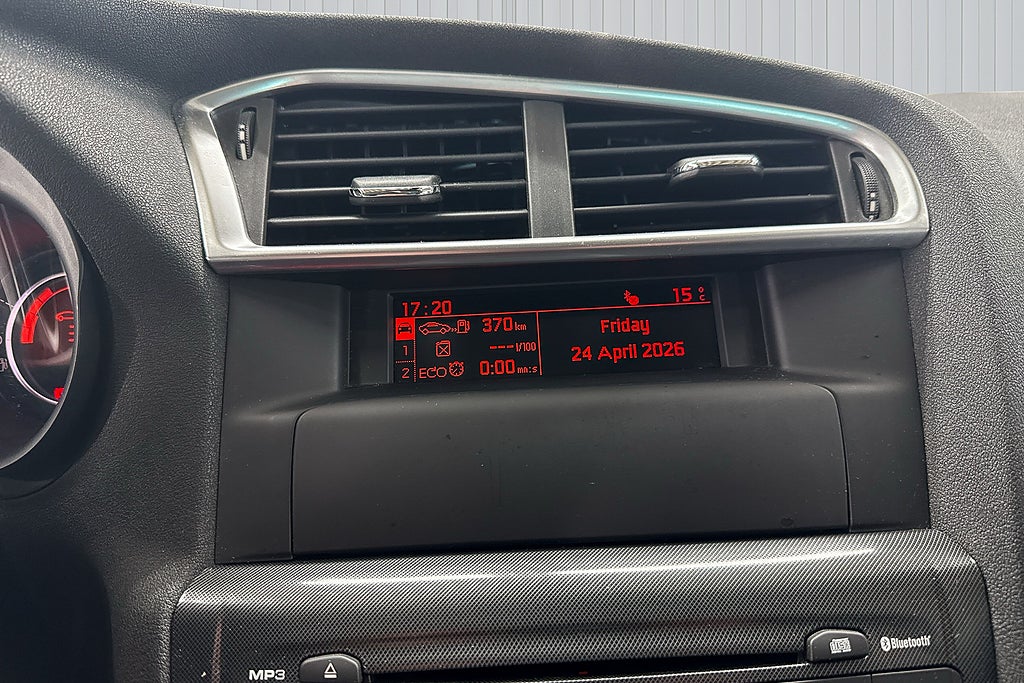 17:20 15 °C
370 km
1 --- l/100
2 ECO 0:00 mn:s
Friday
24 April 2026
MP3
Bluetooth